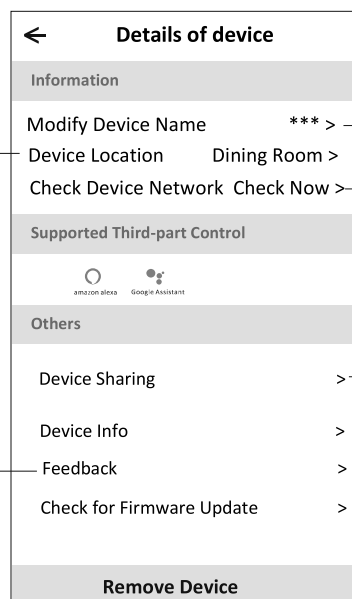 ← Details of device
Information
Modify Device Name *** >
Device Location Dining Room >
Check Device Network Check Now >
Supported Third-part Control
amazon alexa Google Assistant
Others
Device Sharing >
Device Info >
Feedback >
Check for Firmware Update >
Remove Device